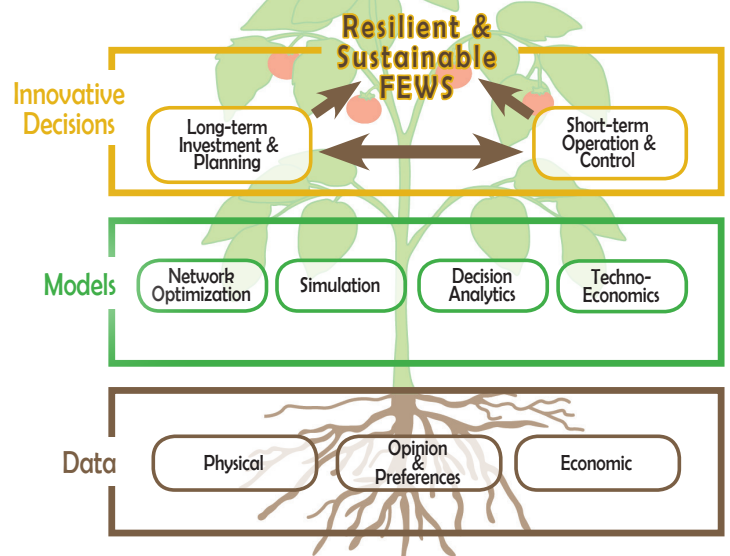 Resilient &
Sustainable
FEWS
Innovative
Decisions
Long-term
Investment &
Planning
Short-term
Operation &
Control
Models
Network
Optimization
Simulation
Decision
Analytics
Techno-
Economics
Data
Physical
Opinion
&
Preferences
Economic